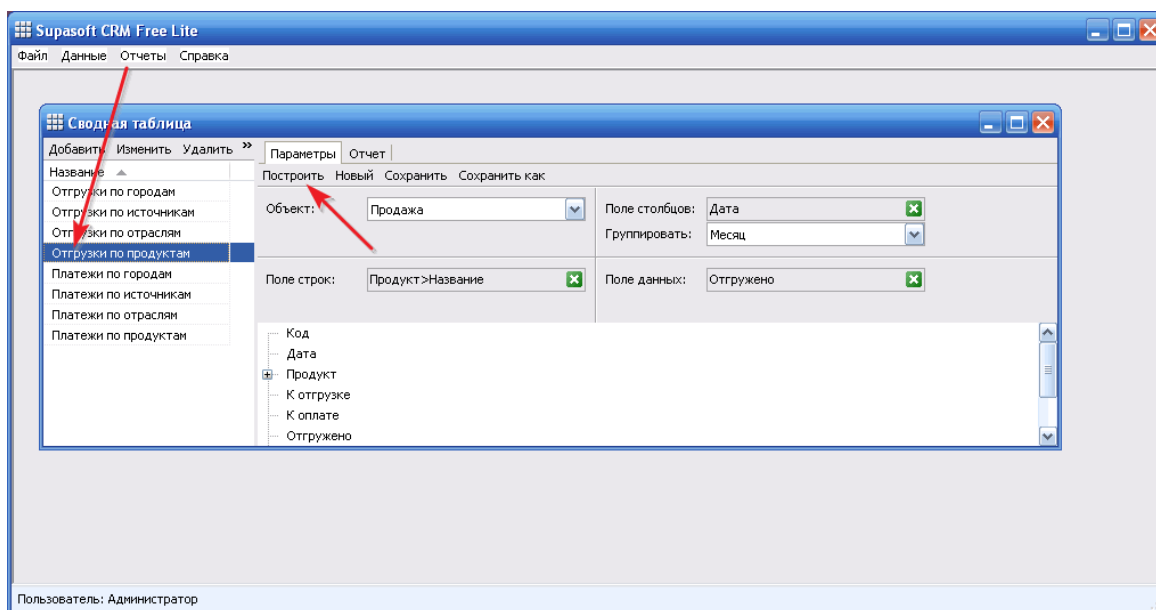 Supasoft CRM Free Lite
Файл Данные Отчеты Справка
Сводная таблица
Добавить Изменить Удалить »
Название
Отгрузки по городам
Отгрузки по источникам
Отгрузки по отраслям
Отгрузки по продуктам
Платежи по городам
Платежи по источникам
Платежи по отраслям
Платежи по продуктам
Параметры Отчет
Построить Новый Сохранить Сохранить как
Объект: Продажа
Поле столбцов: Дата
Группировать: Месяц
Поле строк: Продукт>Название
Поле данных: Отгружено
Код
Дата
Продукт
К отгрузке
К оплате
Отгружено
Пользователь: Администратор